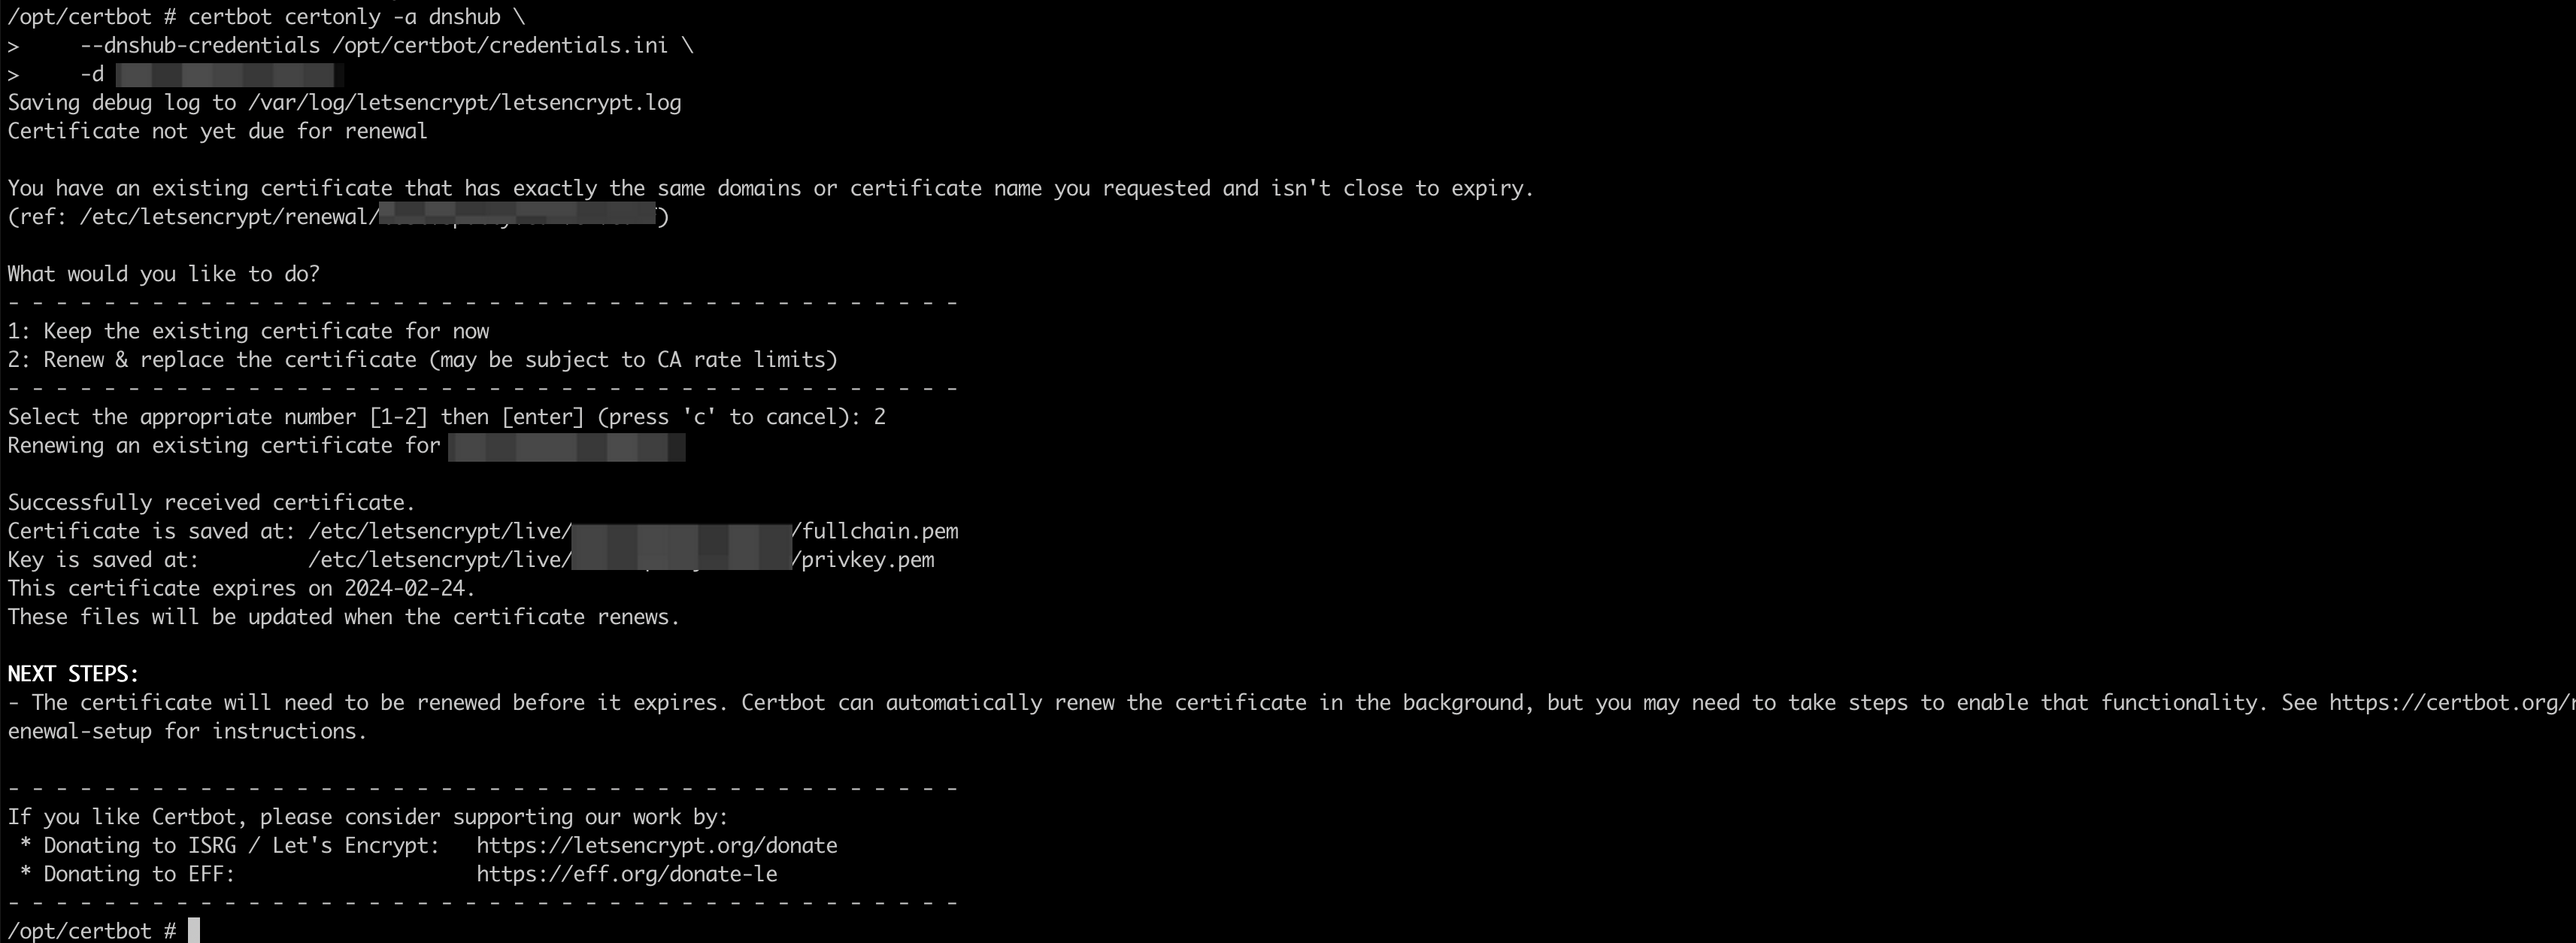 /opt/certbot # certbot certonly -a dnshub \
>     --dnshub-credentials /opt/certbot/credentials.ini \
>     -d
Saving debug log to /var/log/letsencrypt/letsencrypt.log
Certificate not yet due for renewal
You have an existing certificate that has exactly the same domains or certificate name you requested and isn't close to expiry.
(ref: /etc/letsencrypt/renewal/ )
What would you like to do?
- - - - - - - - - - - - - - - - - - - - - - - - - - - - - - - - - - - - - - - -
1: Keep the existing certificate for now
2: Renew & replace the certificate (may be subject to CA rate limits)
- - - - - - - - - - - - - - - - - - - - - - - - - - - - - - - - - - - - - - - -
Select the appropriate number [1-2] then [enter] (press 'c' to cancel): 2
Renewing an existing certificate for
Successfully received certificate.
Certificate is saved at: /etc/letsencrypt/live/ /fullchain.pem
Key is saved at:         /etc/letsencrypt/live/ /privkey.pem
This certificate expires on 2024-02-24.
These files will be updated when the certificate renews.
NEXT STEPS:
- The certificate will need to be renewed before it expires. Certbot can automatically renew the certificate in the background, but you may need to take steps to enable that functionality. See https://certbot.org/r
enewal-setup for instructions.
- - - - - - - - - - - - - - - - - - - - - - - - - - - - - - - - - - - - - - - -
If you like Certbot, please consider supporting our work by:
 * Donating to ISRG / Let's Encrypt:   https://letsencrypt.org/donate
 * Donating to EFF:                    https://eff.org/donate-le
- - - - - - - - - - - - - - - - - - - - - - - - - - - - - - - - - - - - - - - -
/opt/certbot #